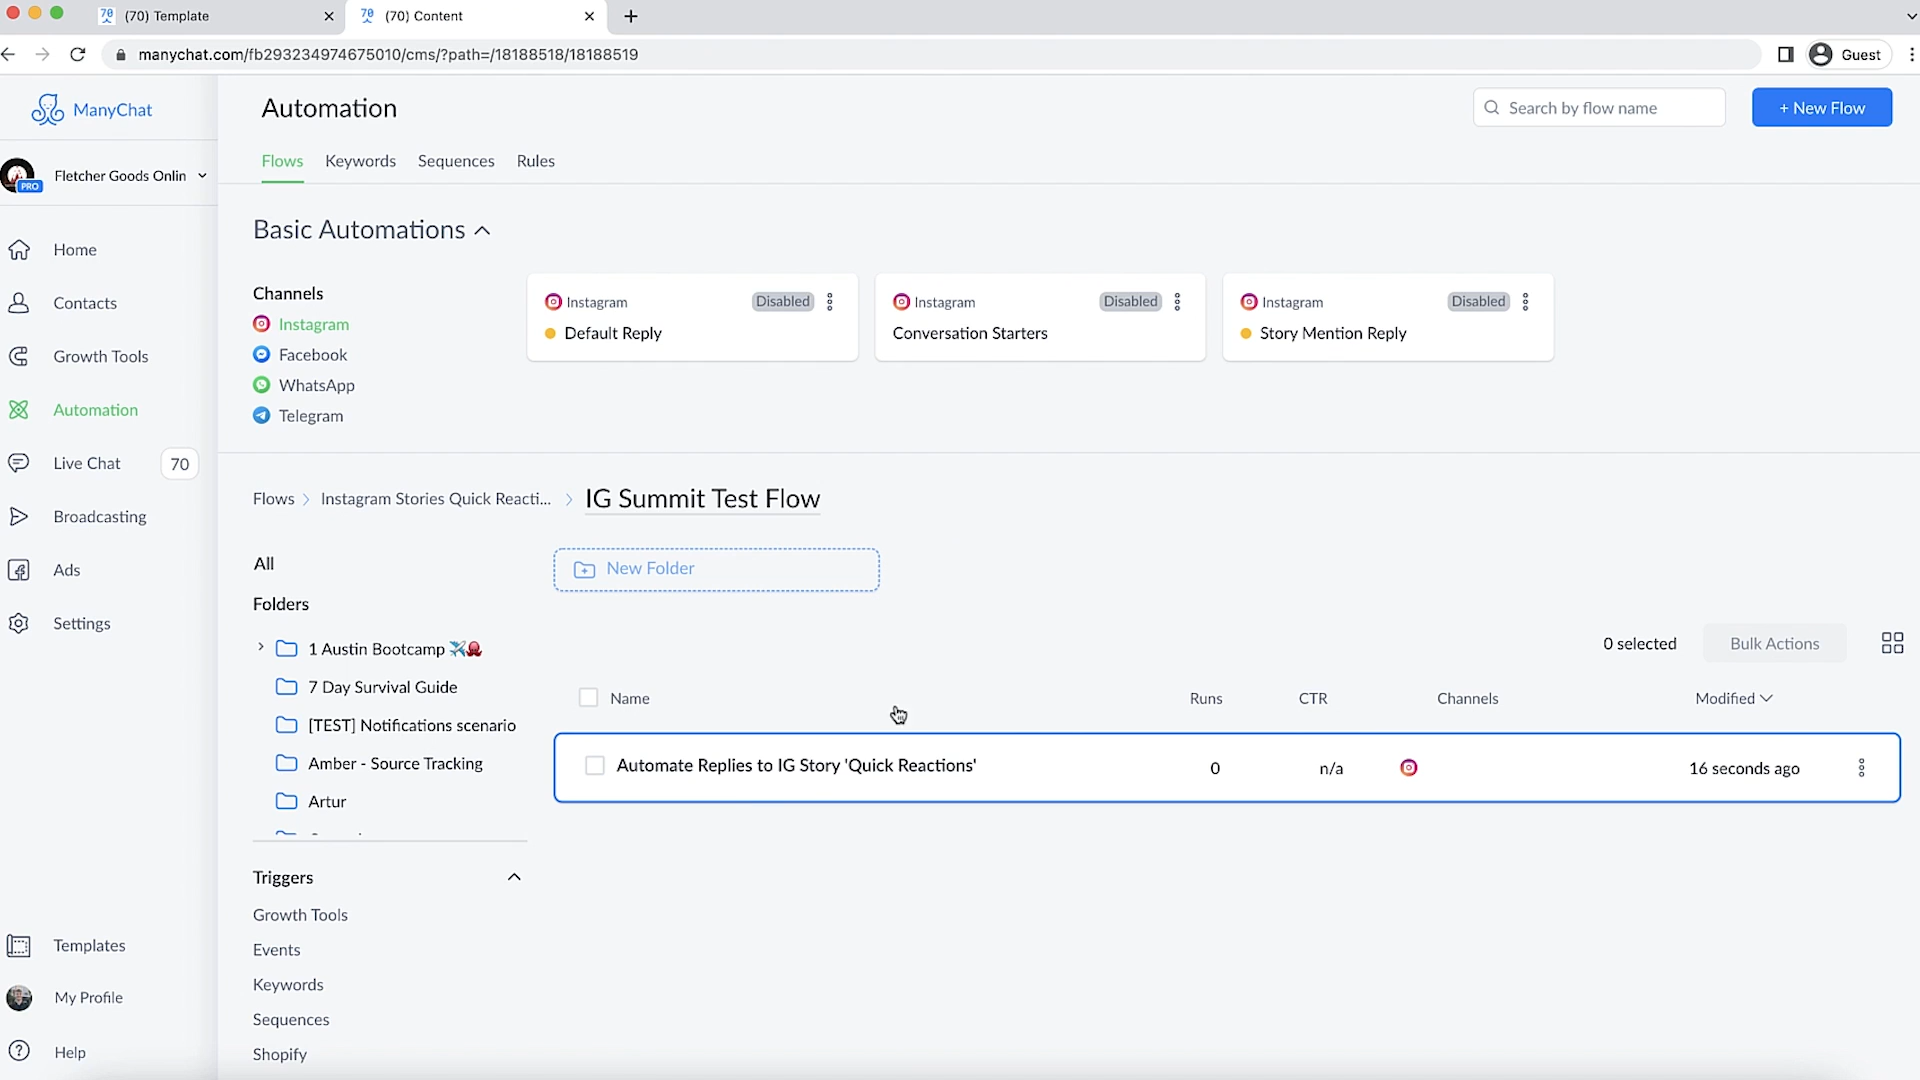 (70) Template
(70) Content
manychat.com/fb293234974675010/cms/?path=/18188518/18188519
Guest
ManyChat
Automation
Search by flow name
+ New Flow
PRO
Fletcher Goods Onlin
Flows
Keywords
Sequences
Rules
Home
Contacts
Growth Tools
Automation
Live Chat
70
Broadcasting
Ads
Settings
Templates
My Profile
Help
Basic Automations
Channels
Instagram
Facebook
WhatsApp
Telegram
Instagram
Disabled
Default Reply
Instagram
Disabled
Conversation Starters
Instagram
Disabled
Story Mention Reply
Flows
Instagram Stories Quick Reacti...
IG Summit Test Flow
All
Folders
1 Austin Bootcamp ✈️🐙
7 Day Survival Guide
[TEST] Notifications scenario
Amber - Source Tracking
Artur
Triggers
Growth Tools
Events
Keywords
Sequences
Shopify
New Folder
0 selected
Bulk Actions
Name
Runs
CTR
Channels
Modified
Automate Replies to IG Story 'Quick Reactions'
0
n/a
16 seconds ago